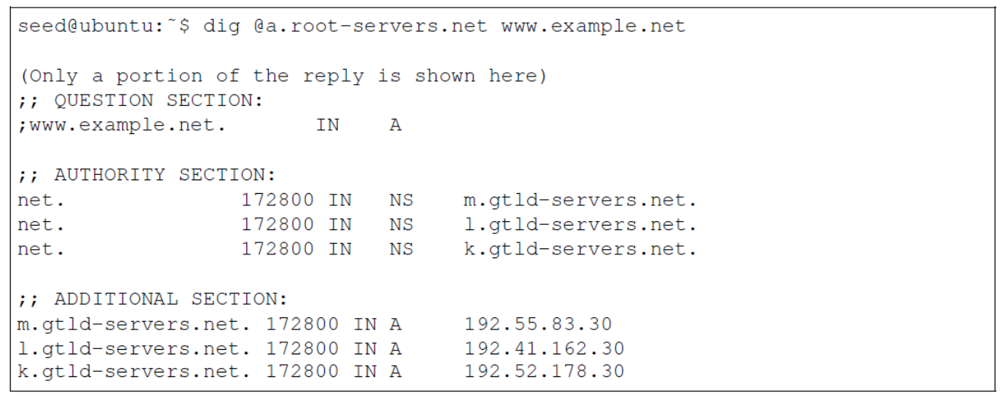 seed@ubuntu:~$ dig @a.root-servers.net www.example.net
(Only a portion of the reply is shown here)
;; QUESTION SECTION:
;www.example.net. IN A
;; AUTHORITY SECTION:
net. 172800 IN NS m.gtld-servers.net.
net. 172800 IN NS l.gtld-servers.net.
net. 172800 IN NS k.gtld-servers.net.
;; ADDITIONAL SECTION:
m.gtld-servers.net. 172800 IN A 192.55.83.30
l.gtld-servers.net. 172800 IN A 192.41.162.30
k.gtld-servers.net. 172800 IN A 192.52.178.30